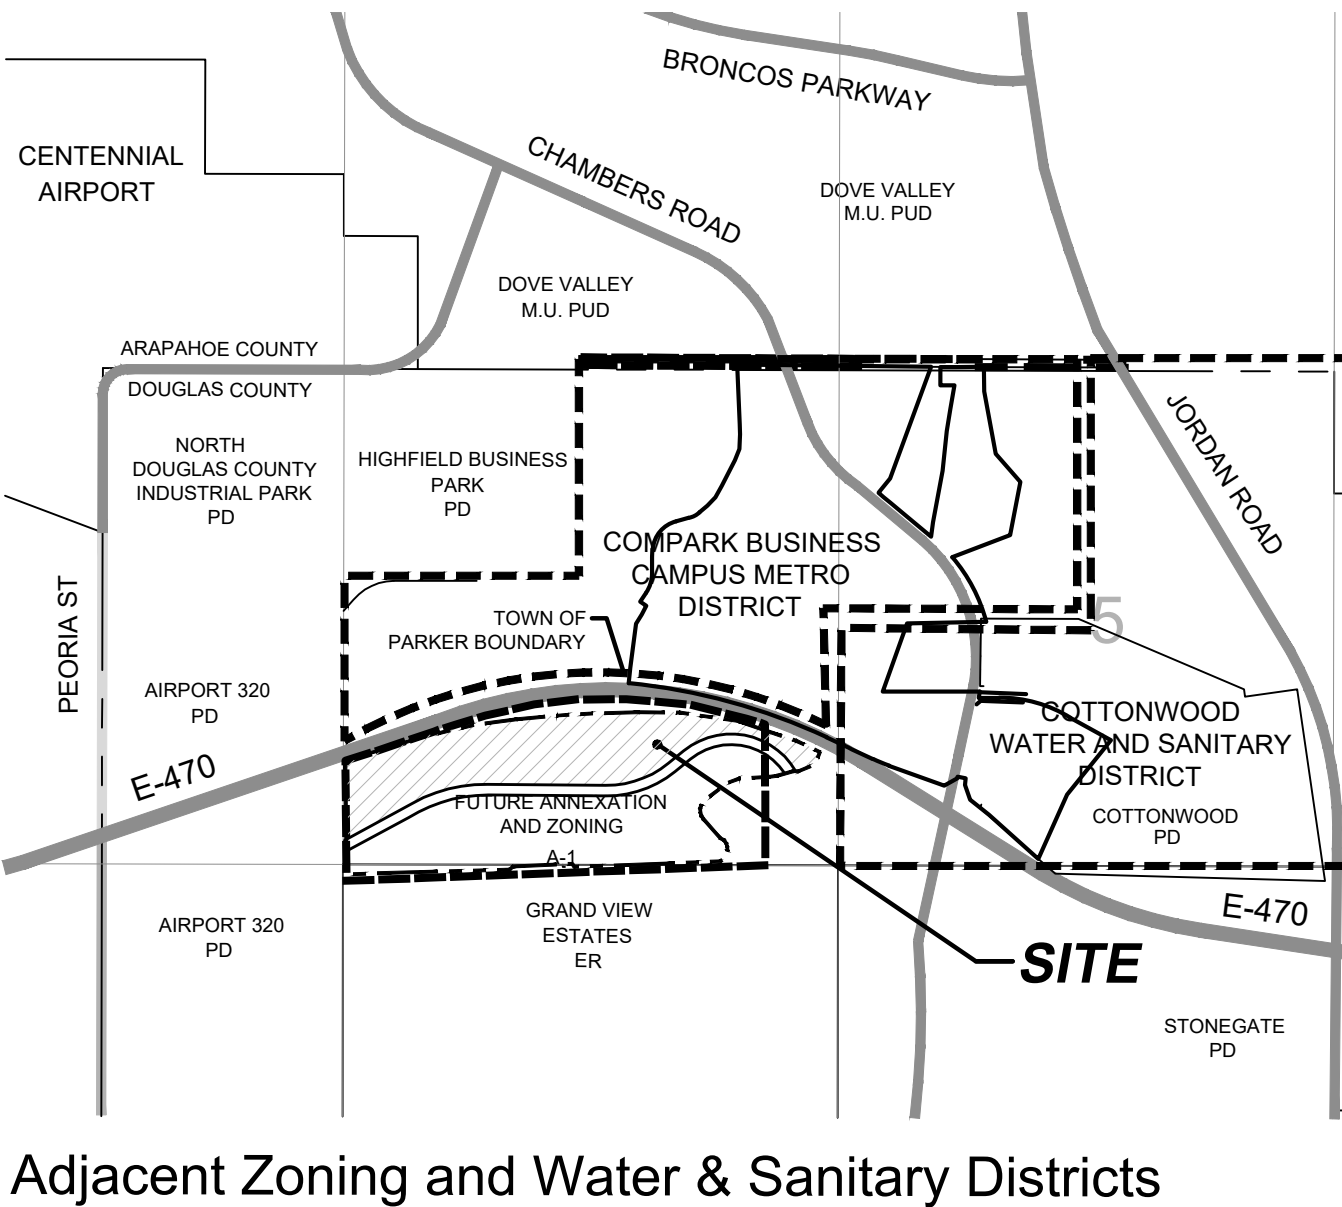 BRONCOS PARKWAY
CENTENNIAL
AIRPORT
CHAMBERS ROAD
DOVE VALLEY
M.U. PUD
DOVE VALLEY
M.U. PUD
ARAPAHOE COUNTY
DOUGLAS COUNTY
JORDAN ROAD
NORTH
DOUGLAS COUNTY
INDUSTRIAL PARK
PD
HIGHFIELD BUSINESS
PARK
PD
COMPARK BUSINESS
CAMPUS METRO
DISTRICT
PEORIA ST
TOWN OF
PARKER BOUNDARY
5
AIRPORT 320
PD
E-470
COTTONWOOD
WATER AND SANITARY
DISTRICT
COTTONWOOD
PD
FUTURE ANNEXATION
AND ZONING
A-1
AIRPORT 320
PD
GRAND VIEW
ESTATES
ER
E-470
SITE
STONEGATE
PD
Adjacent Zoning and Water & Sanitary Districts